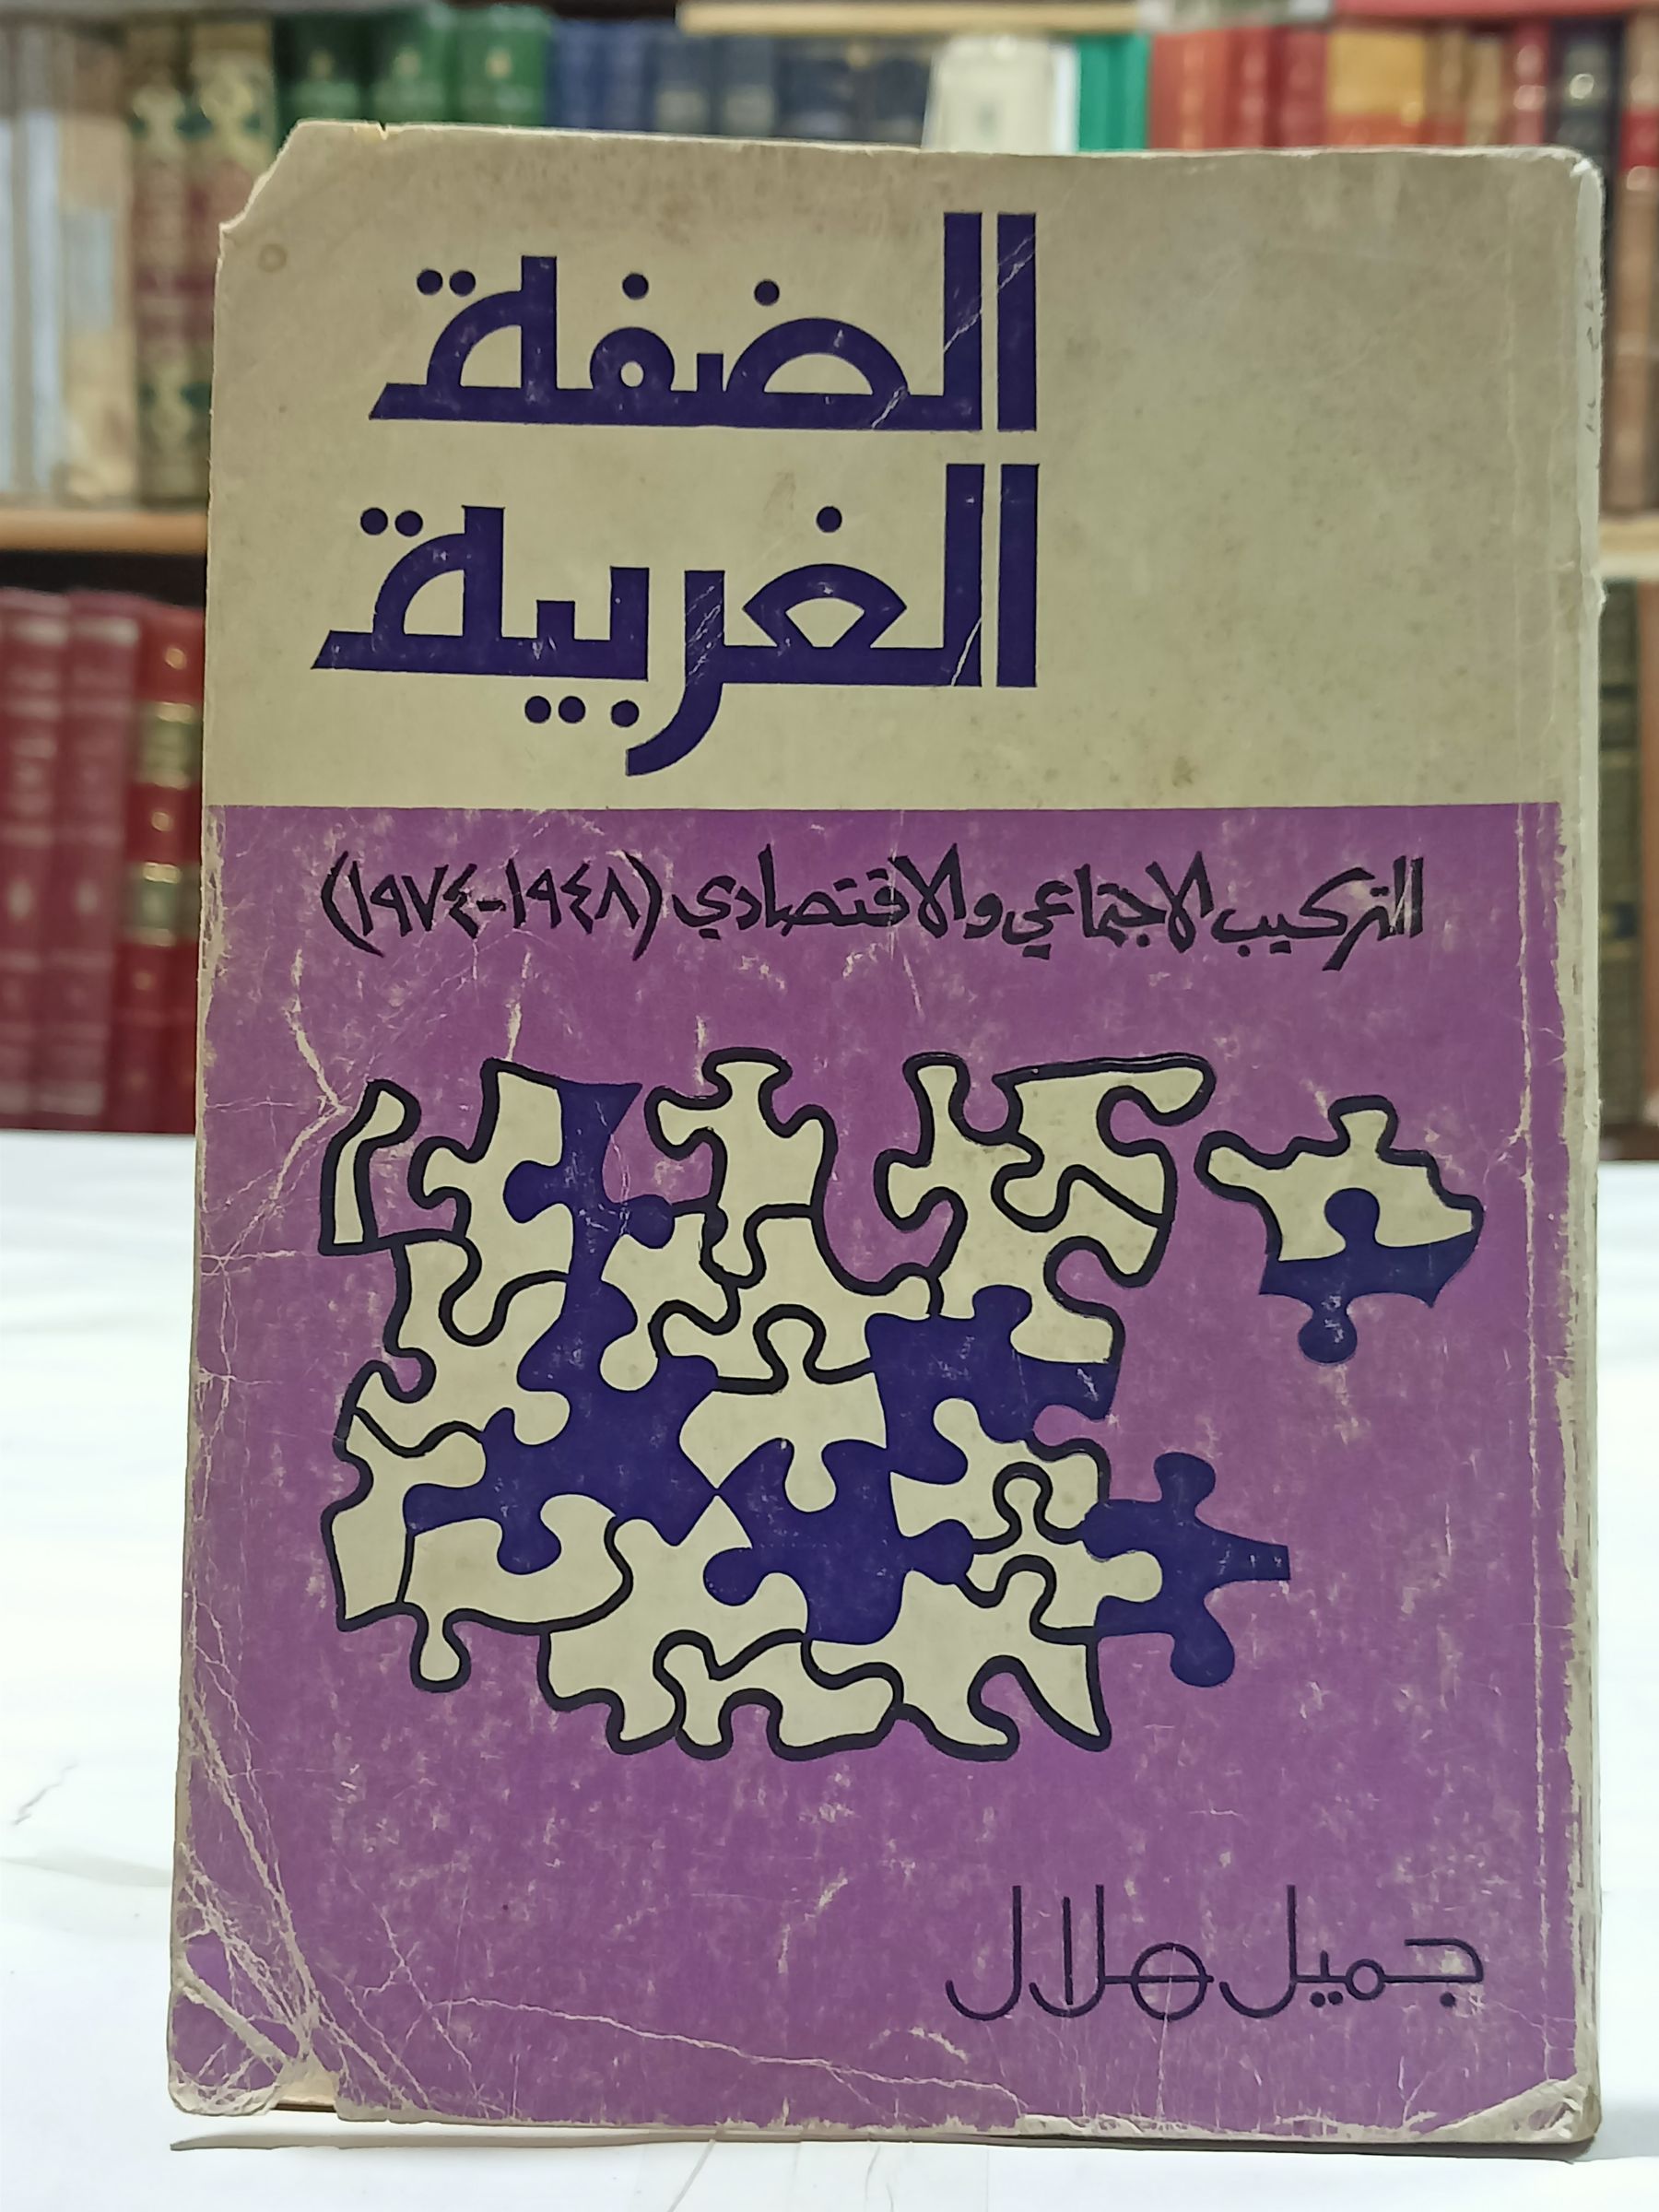 الضفة
الغربية
التركيب الاجتماعي والاقتصادي (١٩٤٨-١٩٧٤)
جميل هلال